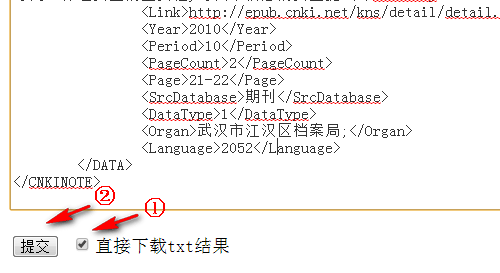 <Link>http://epub.cnki.net/kns/detail/detail.
<Year>2010</Year>
<Period>10</Period>
<PageCount>2</PageCount>
<Page>21-22</Page>
<SrcDatabase>期刊</SrcDatabase>
<DataType>1</DataType>
<Organ>武汉市江汉区档案局;</Organ>
<Language>2052</Language>
</DATA>
</CNKINOTE>
② ①
提交 直接下载txt结果